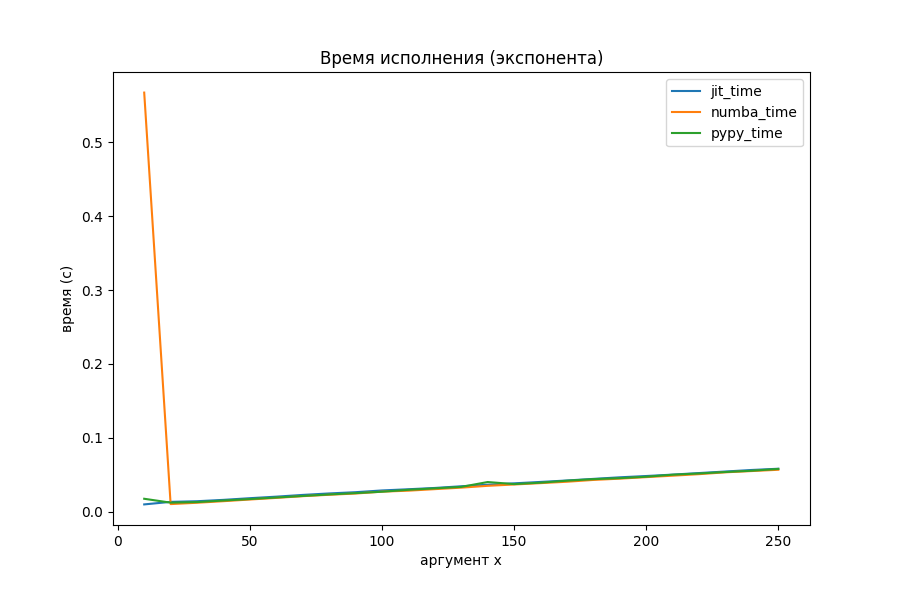 Время исполнения (экспонента)
jit_time
numba_time
pypy_time
время (с)
0.5
0.4
0.3
0.2
0.1
0.0
0 50 100 150 200 250
аргумент x